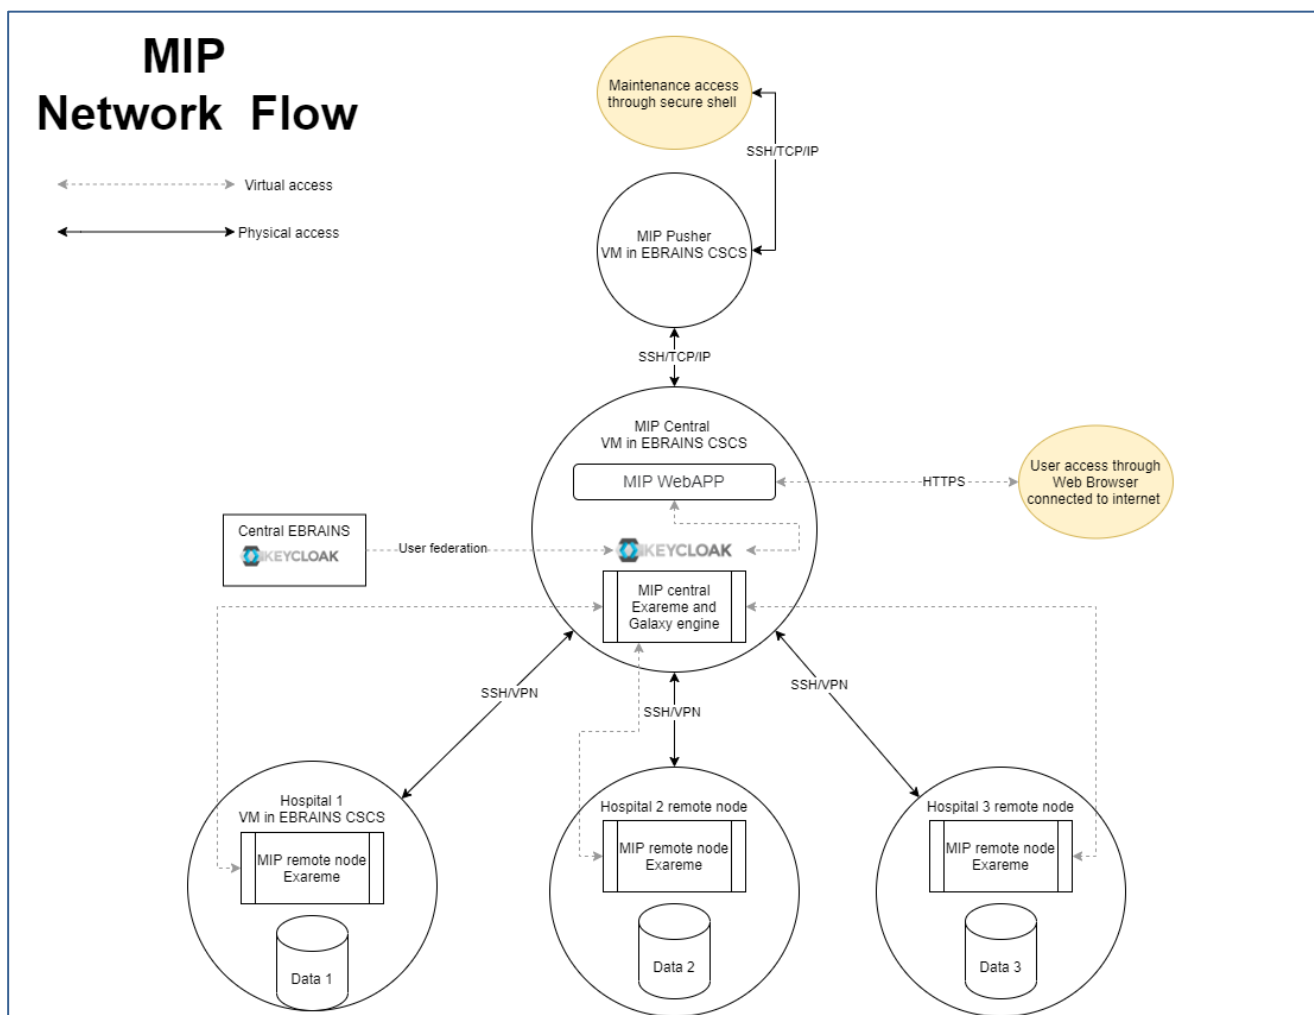 MIP
Network Flow
Virtual access
Physical access
Maintenance access
through secure shell
SSH/TCP/IP
MIP Pusher
VM in EBRAINS CSCS
SSH/TCP/IP
MIP Central
VM in EBRAINS CSCS
MIP WebAPP
HTTPS
User access through
Web Browser
connected to internet
Central EBRAINS
KEYCLOAK
User federation
KEYCLOAK
MIP central
Exareme and
Galaxy engine
SSH/VPN
SSH/VPN
SSH/VPN
Hospital 1
VM in EBRAINS CSCS
MIP remote node
Exareme
Data 1
Hospital 2 remote node
MIP remote node
Exareme
Data 2
Hospital 3 remote node
MIP remote node
Exareme
Data 3